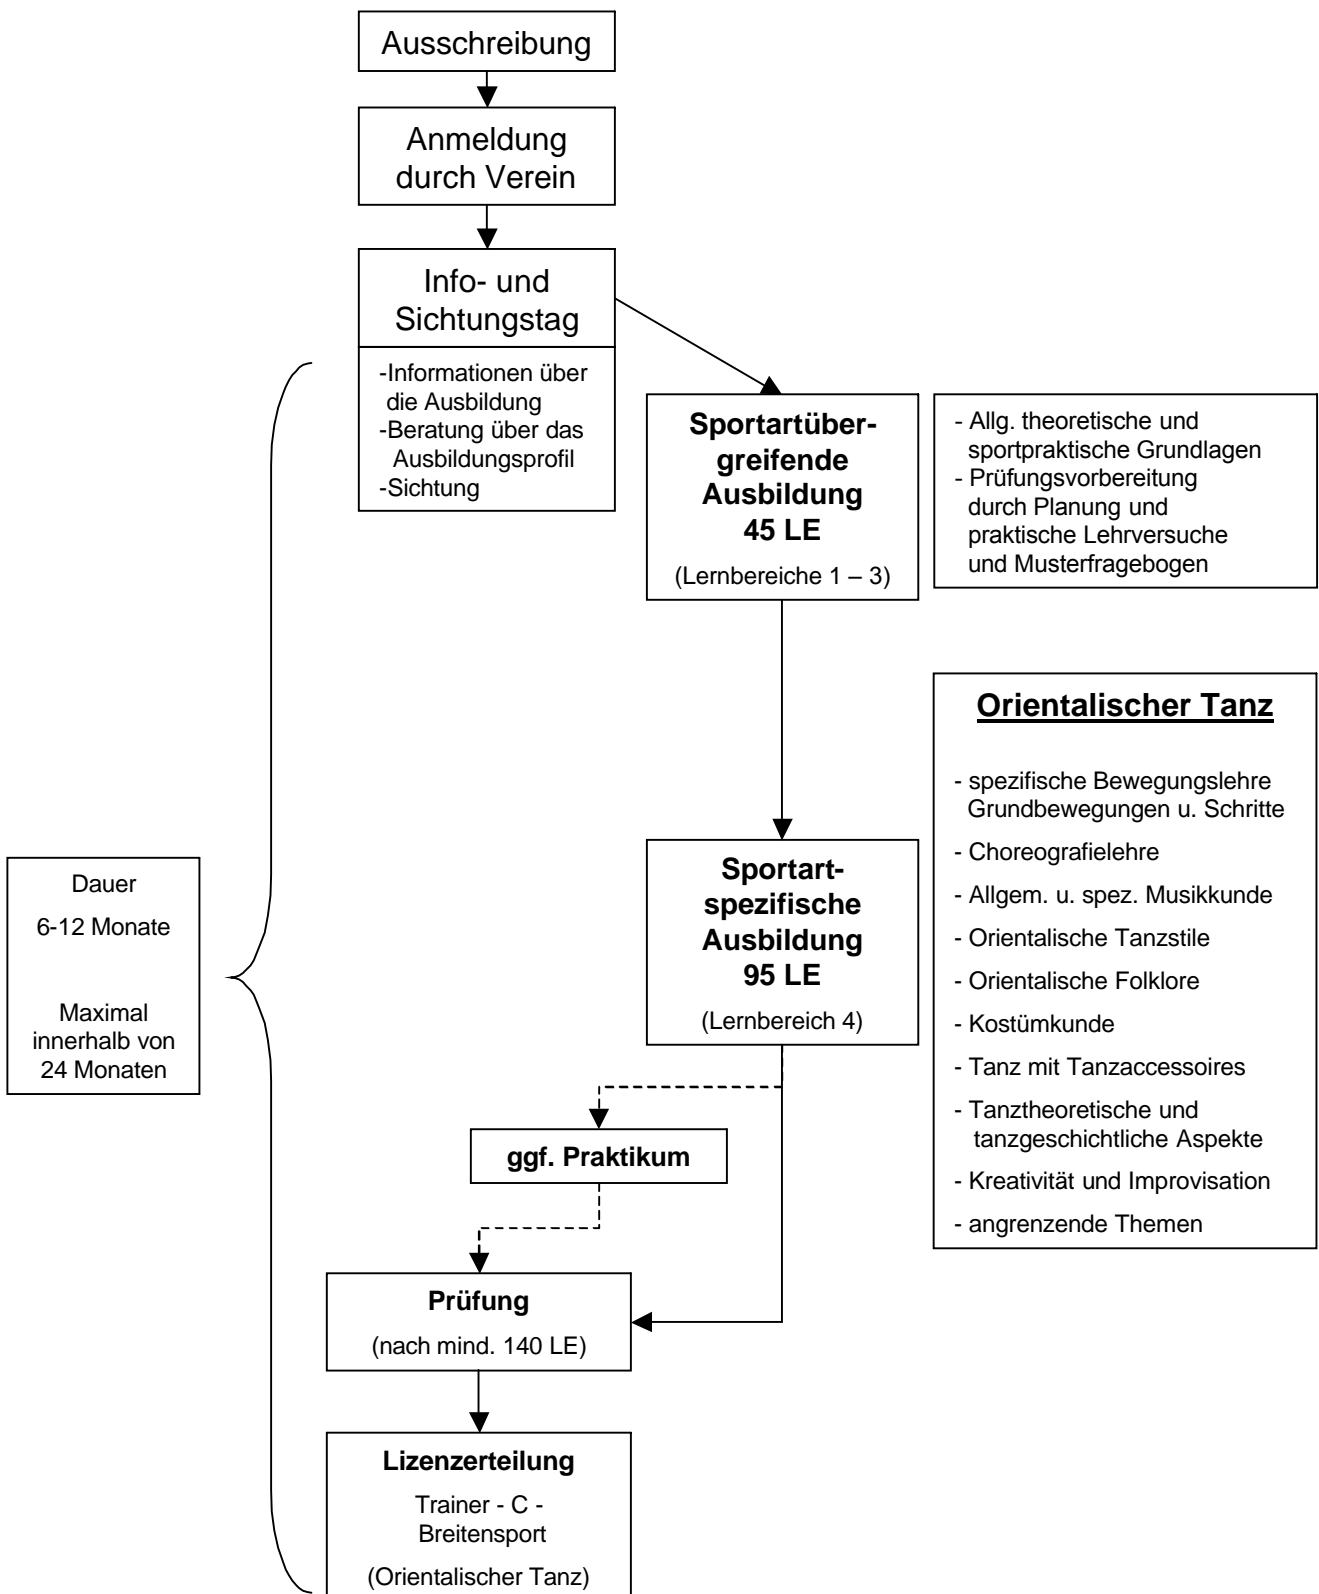 Ausschreibung
Anmeldung
durch Verein
Info- und
Sichtungstag
-Informationen über
die Ausbildung
-Beratung über das
Ausbildungsprofil
-Sichtung
Sportartüber-
greifende
Ausbildung
45 LE
(Lernbereiche 1 – 3)
- Allg. theoretische und
sportpraktische Grundlagen
- Prüfungsvorbereitung
durch Planung und
praktische Lehrversuche
und Musterfragebogen
Orientalischer Tanz
- spezifische Bewegungslehre
Grundbewegungen u. Schritte
- Choreografielehre
- Allgem. u. spez. Musikkunde
- Orientalische Tanzstile
- Orientalische Folklore
- Kostümkunde
- Tanz mit Tanzaccessoires
- Tanztheoretische und
tanzgeschichtliche Aspekte
- Kreativität und Improvisation
- angrenzende Themen
Dauer
6-12 Monate
Maximal
innerhalb von
24 Monaten
Sportart-
spezifische
Ausbildung
95 LE
(Lernbereich 4)
ggf. Praktikum
Prüfung
(nach mind. 140 LE)
Lizenzerteilung
Trainer - C -
Breitensport
(Orientalischer Tanz)